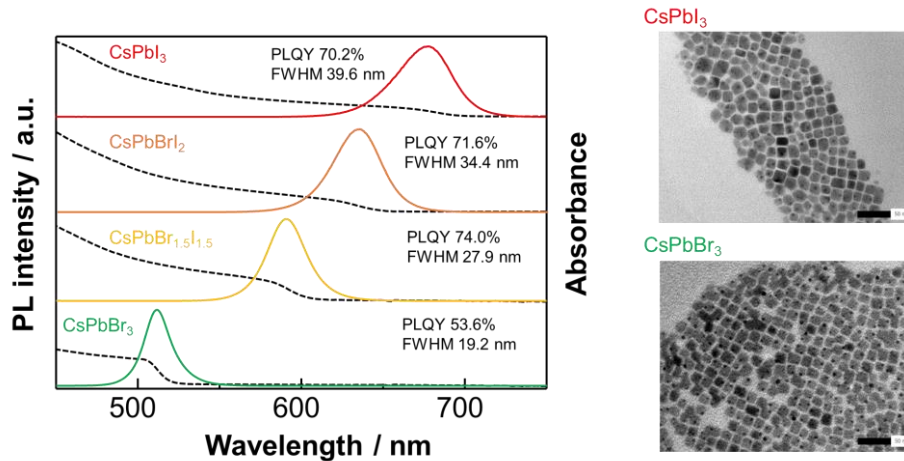 CsPbI₃
PLQY 70.2%
FWHM 39.6 nm
CsPbBrI₂
PLQY 71.6%
FWHM 34.4 nm
CsPbBr₁.₅I₁.₅
PLQY 74.0%
FWHM 27.9 nm
CsPbBr₃
PLQY 53.6%
FWHM 19.2 nm
PL intensity / a.u.
Absorbance
500
600
700
Wavelength / nm
CsPbI₃
CsPbBr₃